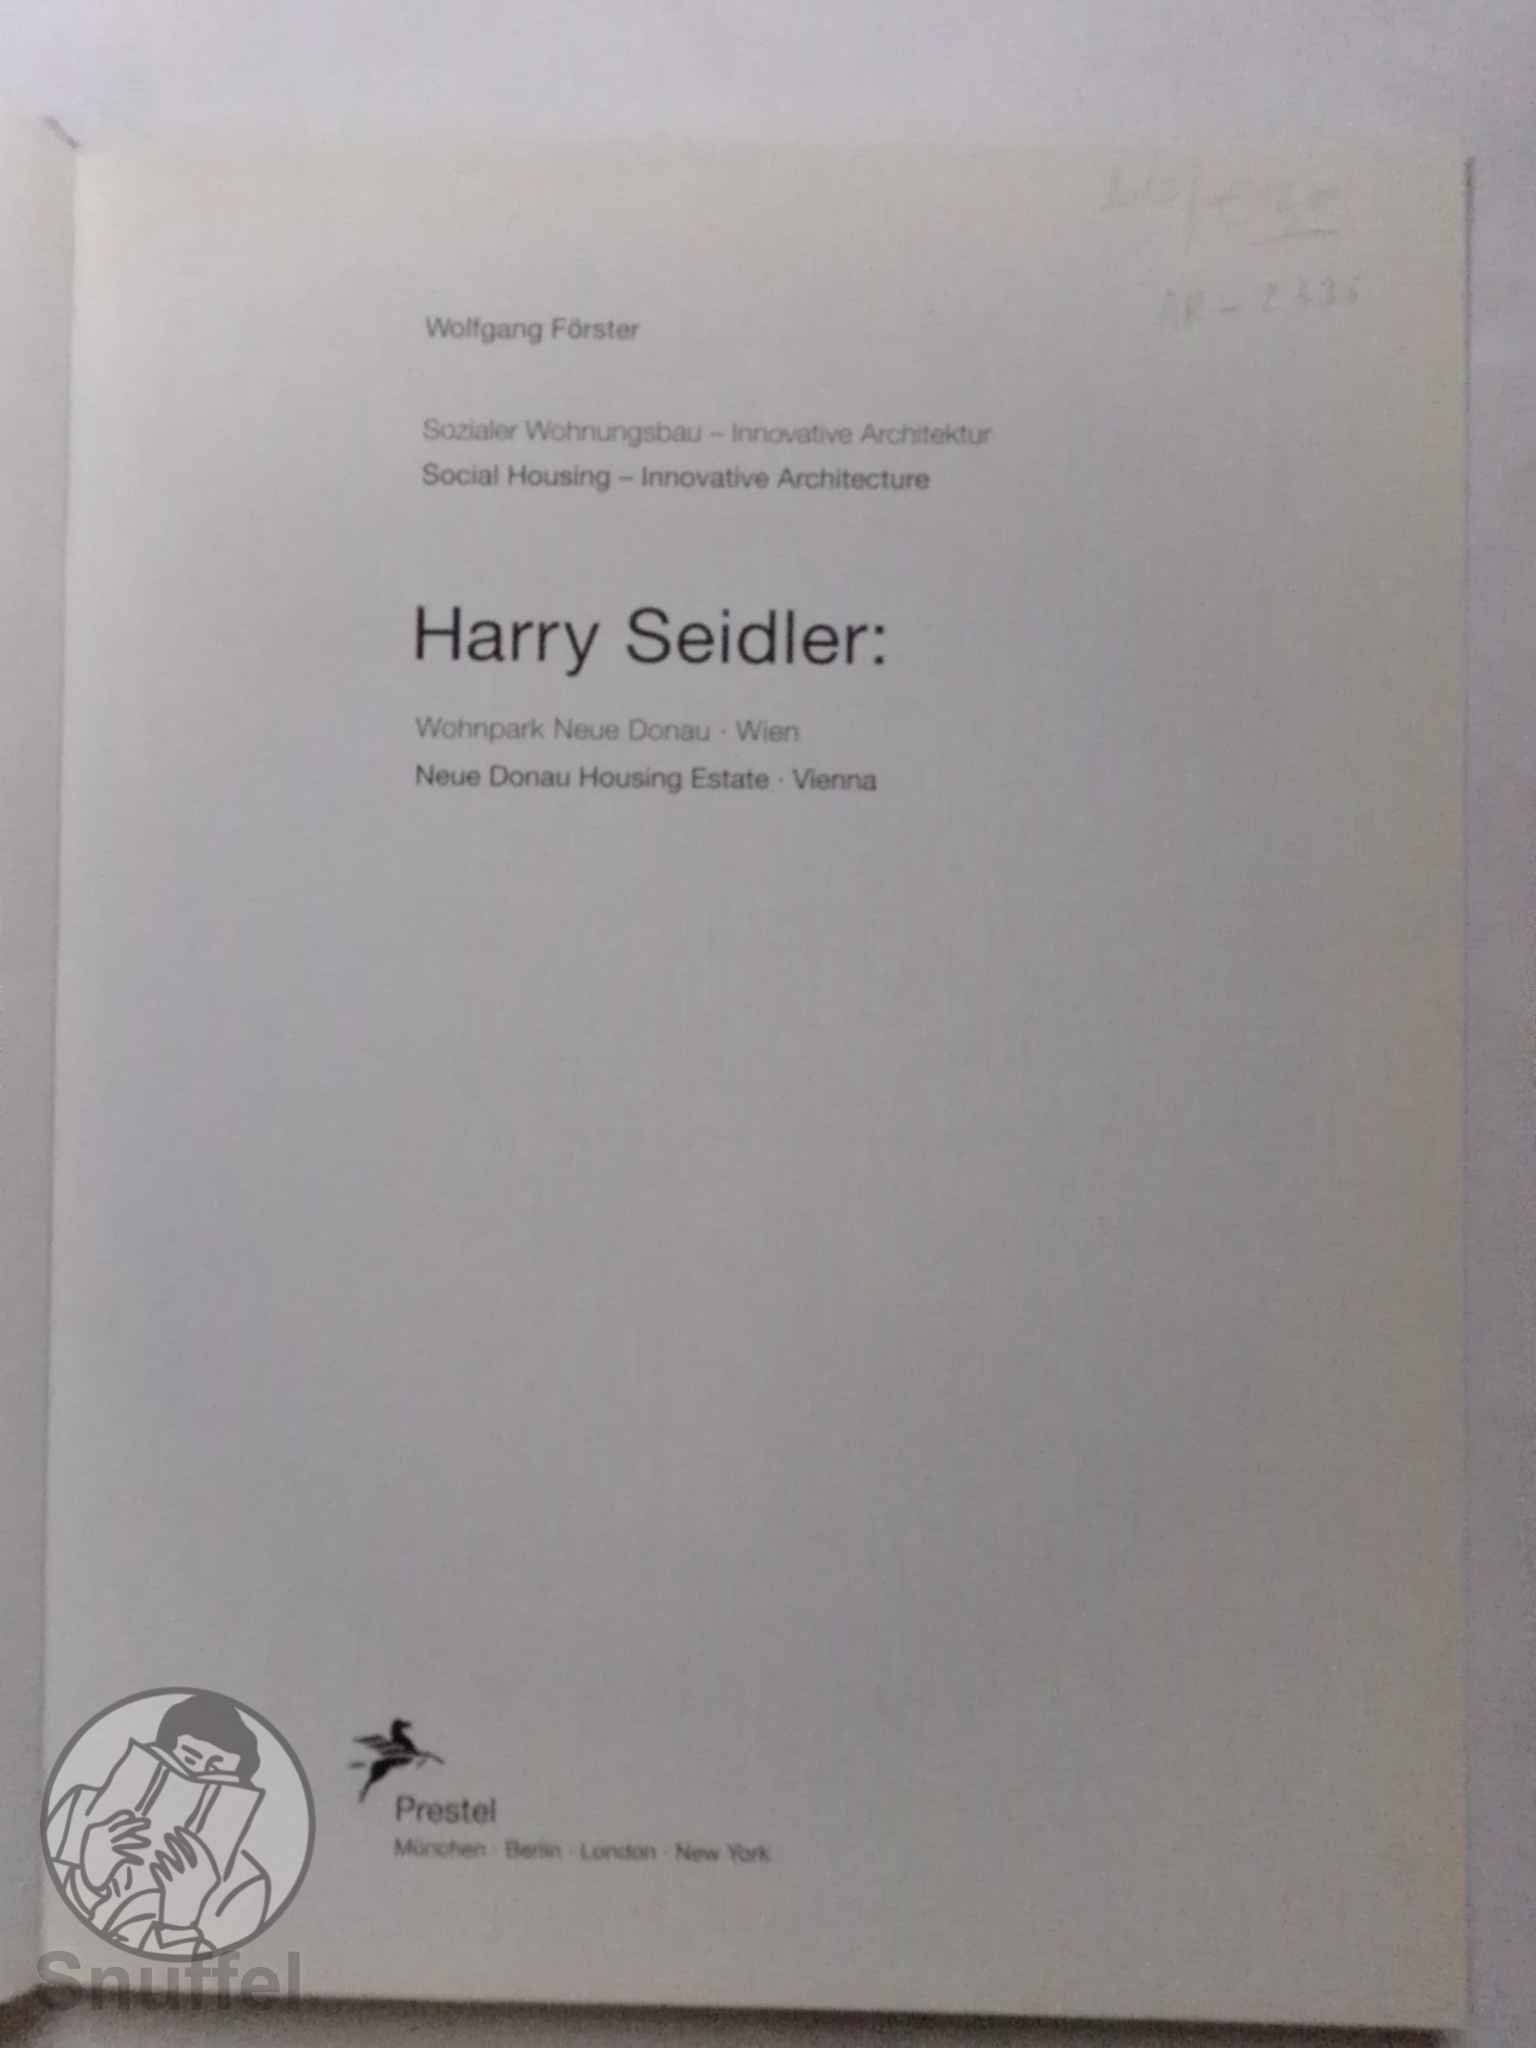 Wolfgang Förster
Sozialer Wohnungsbau – Innovative Architektur
Social Housing – Innovative Architecture
Harry Seidler:
Wohnpark Neue Donau · Wien
Neue Donau Housing Estate · Vienna
Prestel
München · Berlin · London · New York
Snuffel